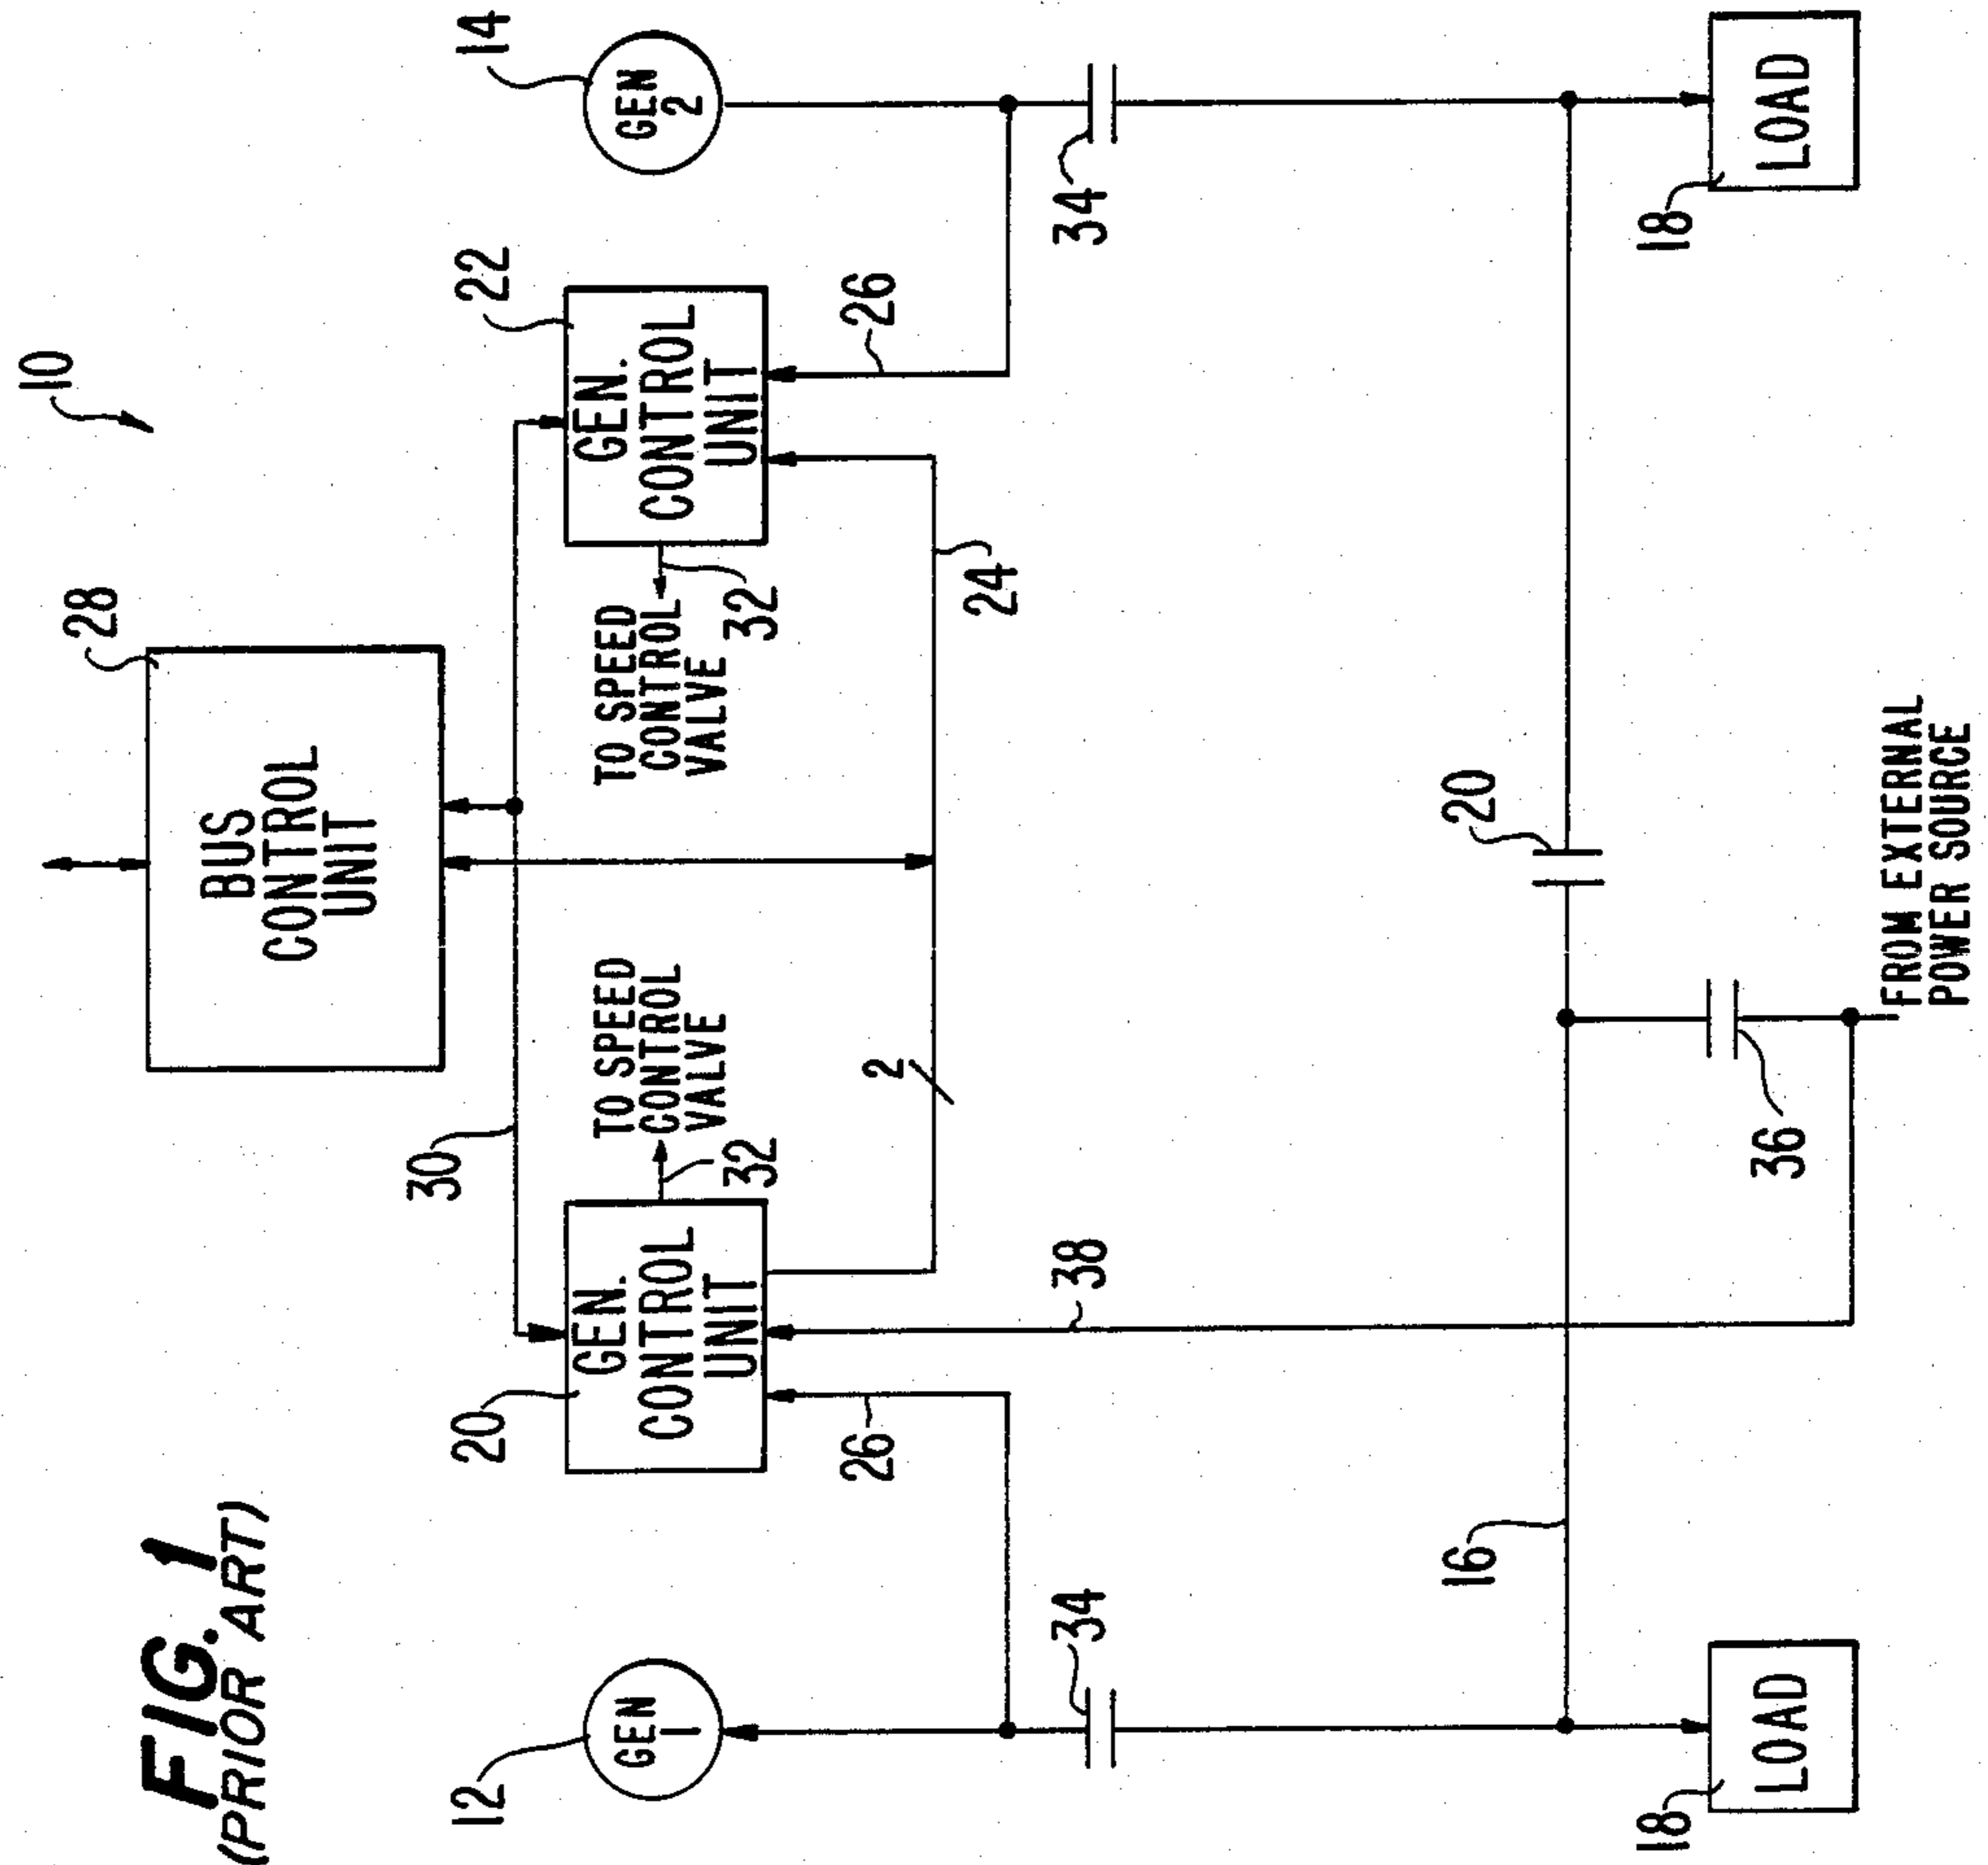 FIG. 1
(PRIOR ART)
10
28
BUS
CONTROL
UNIT
30
12
GEN
1
20
GEN.
CONTROL
UNIT
32
TO SPEED
CONTROL
VALVE
TO SPEED
CONTROL
VALVE
32
22
GEN.
CONTROL
UNIT
14
GEN
2
26
2
24
26
34
38
34
16
20
18
LOAD
36
FROM EXTERNAL
POWER SOURCE
18
LOAD